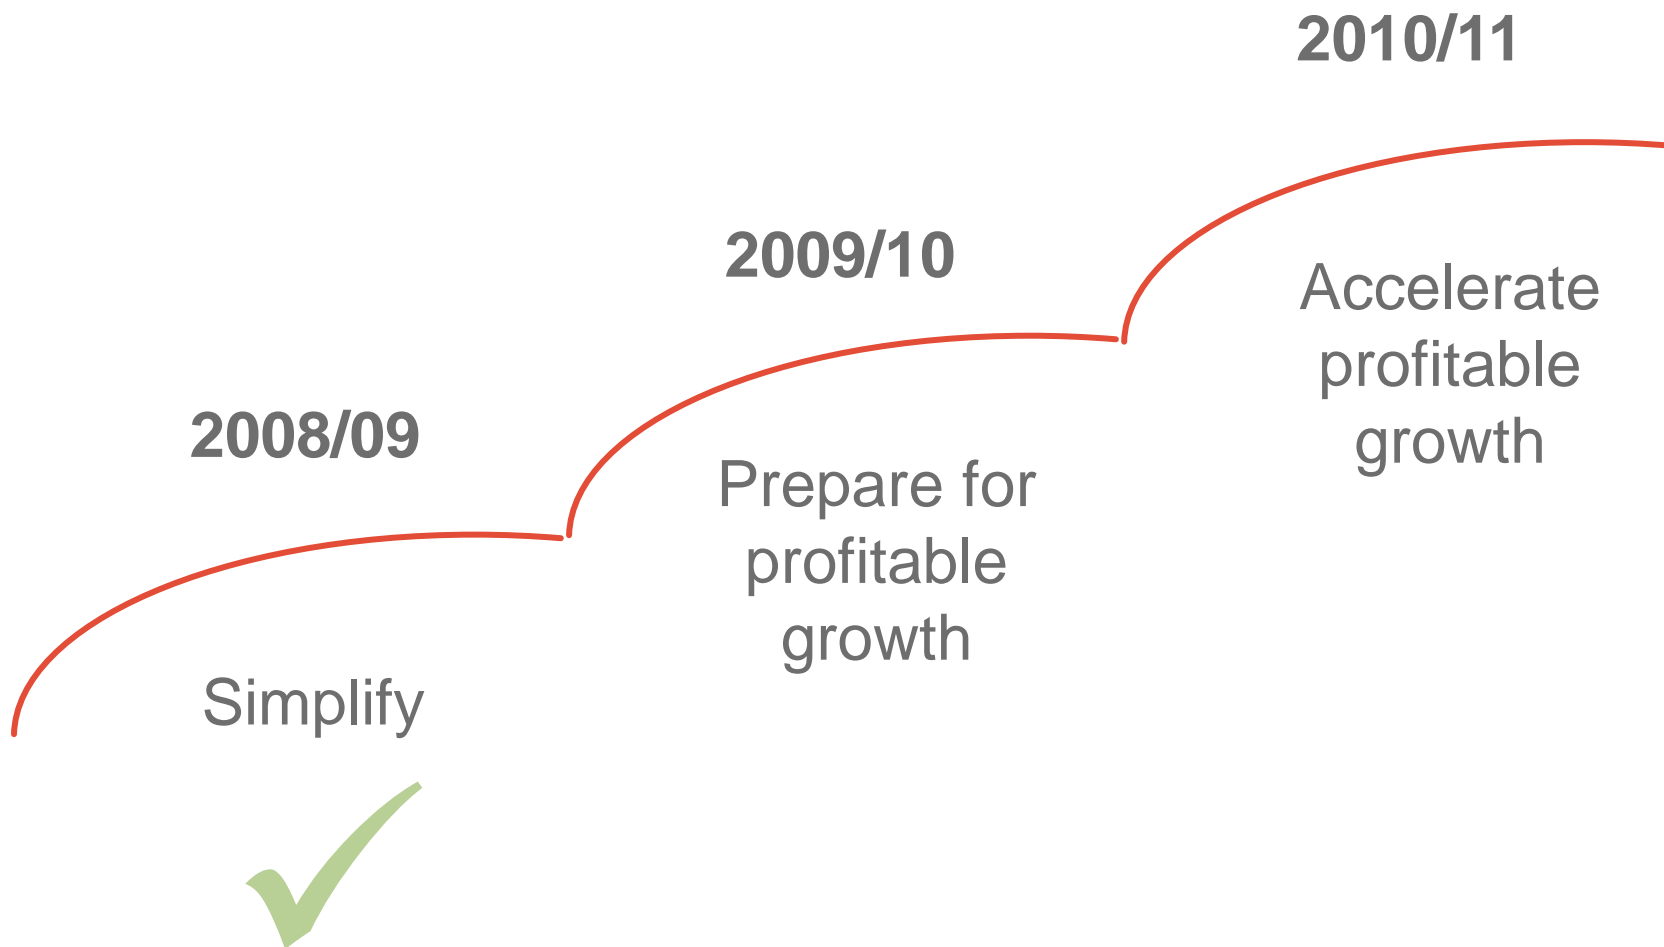 2008/09
Simplify
2009/10
Prepare for
profitable
growth
2010/11
Accelerate
profitable
growth